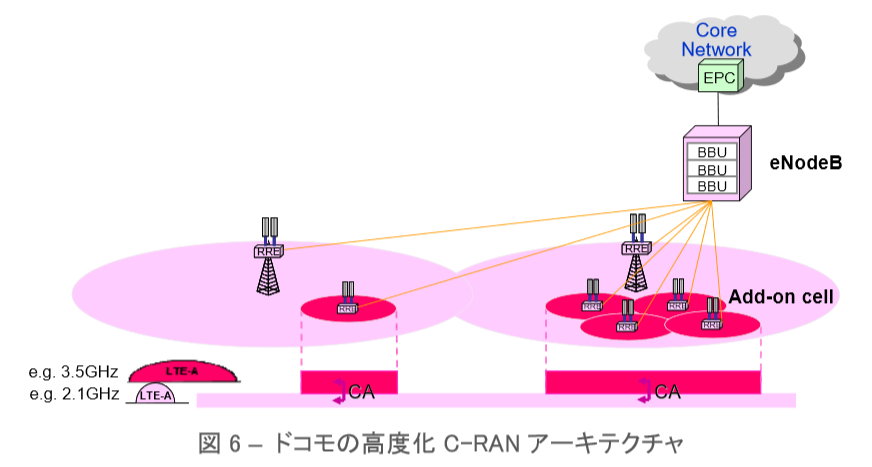 Core
Network
EPC
BBU
BBU
BBU
eNodeB
RRE
RRE
RRE
RRE
RRE
RRE
RRE
Add-on cell
e.g. 3.5GHz
LTE-A
e.g. 2.1GHz
LTE-A
CA
CA
図 6 – ドコモの高度化 C-RAN アーキテクチャ